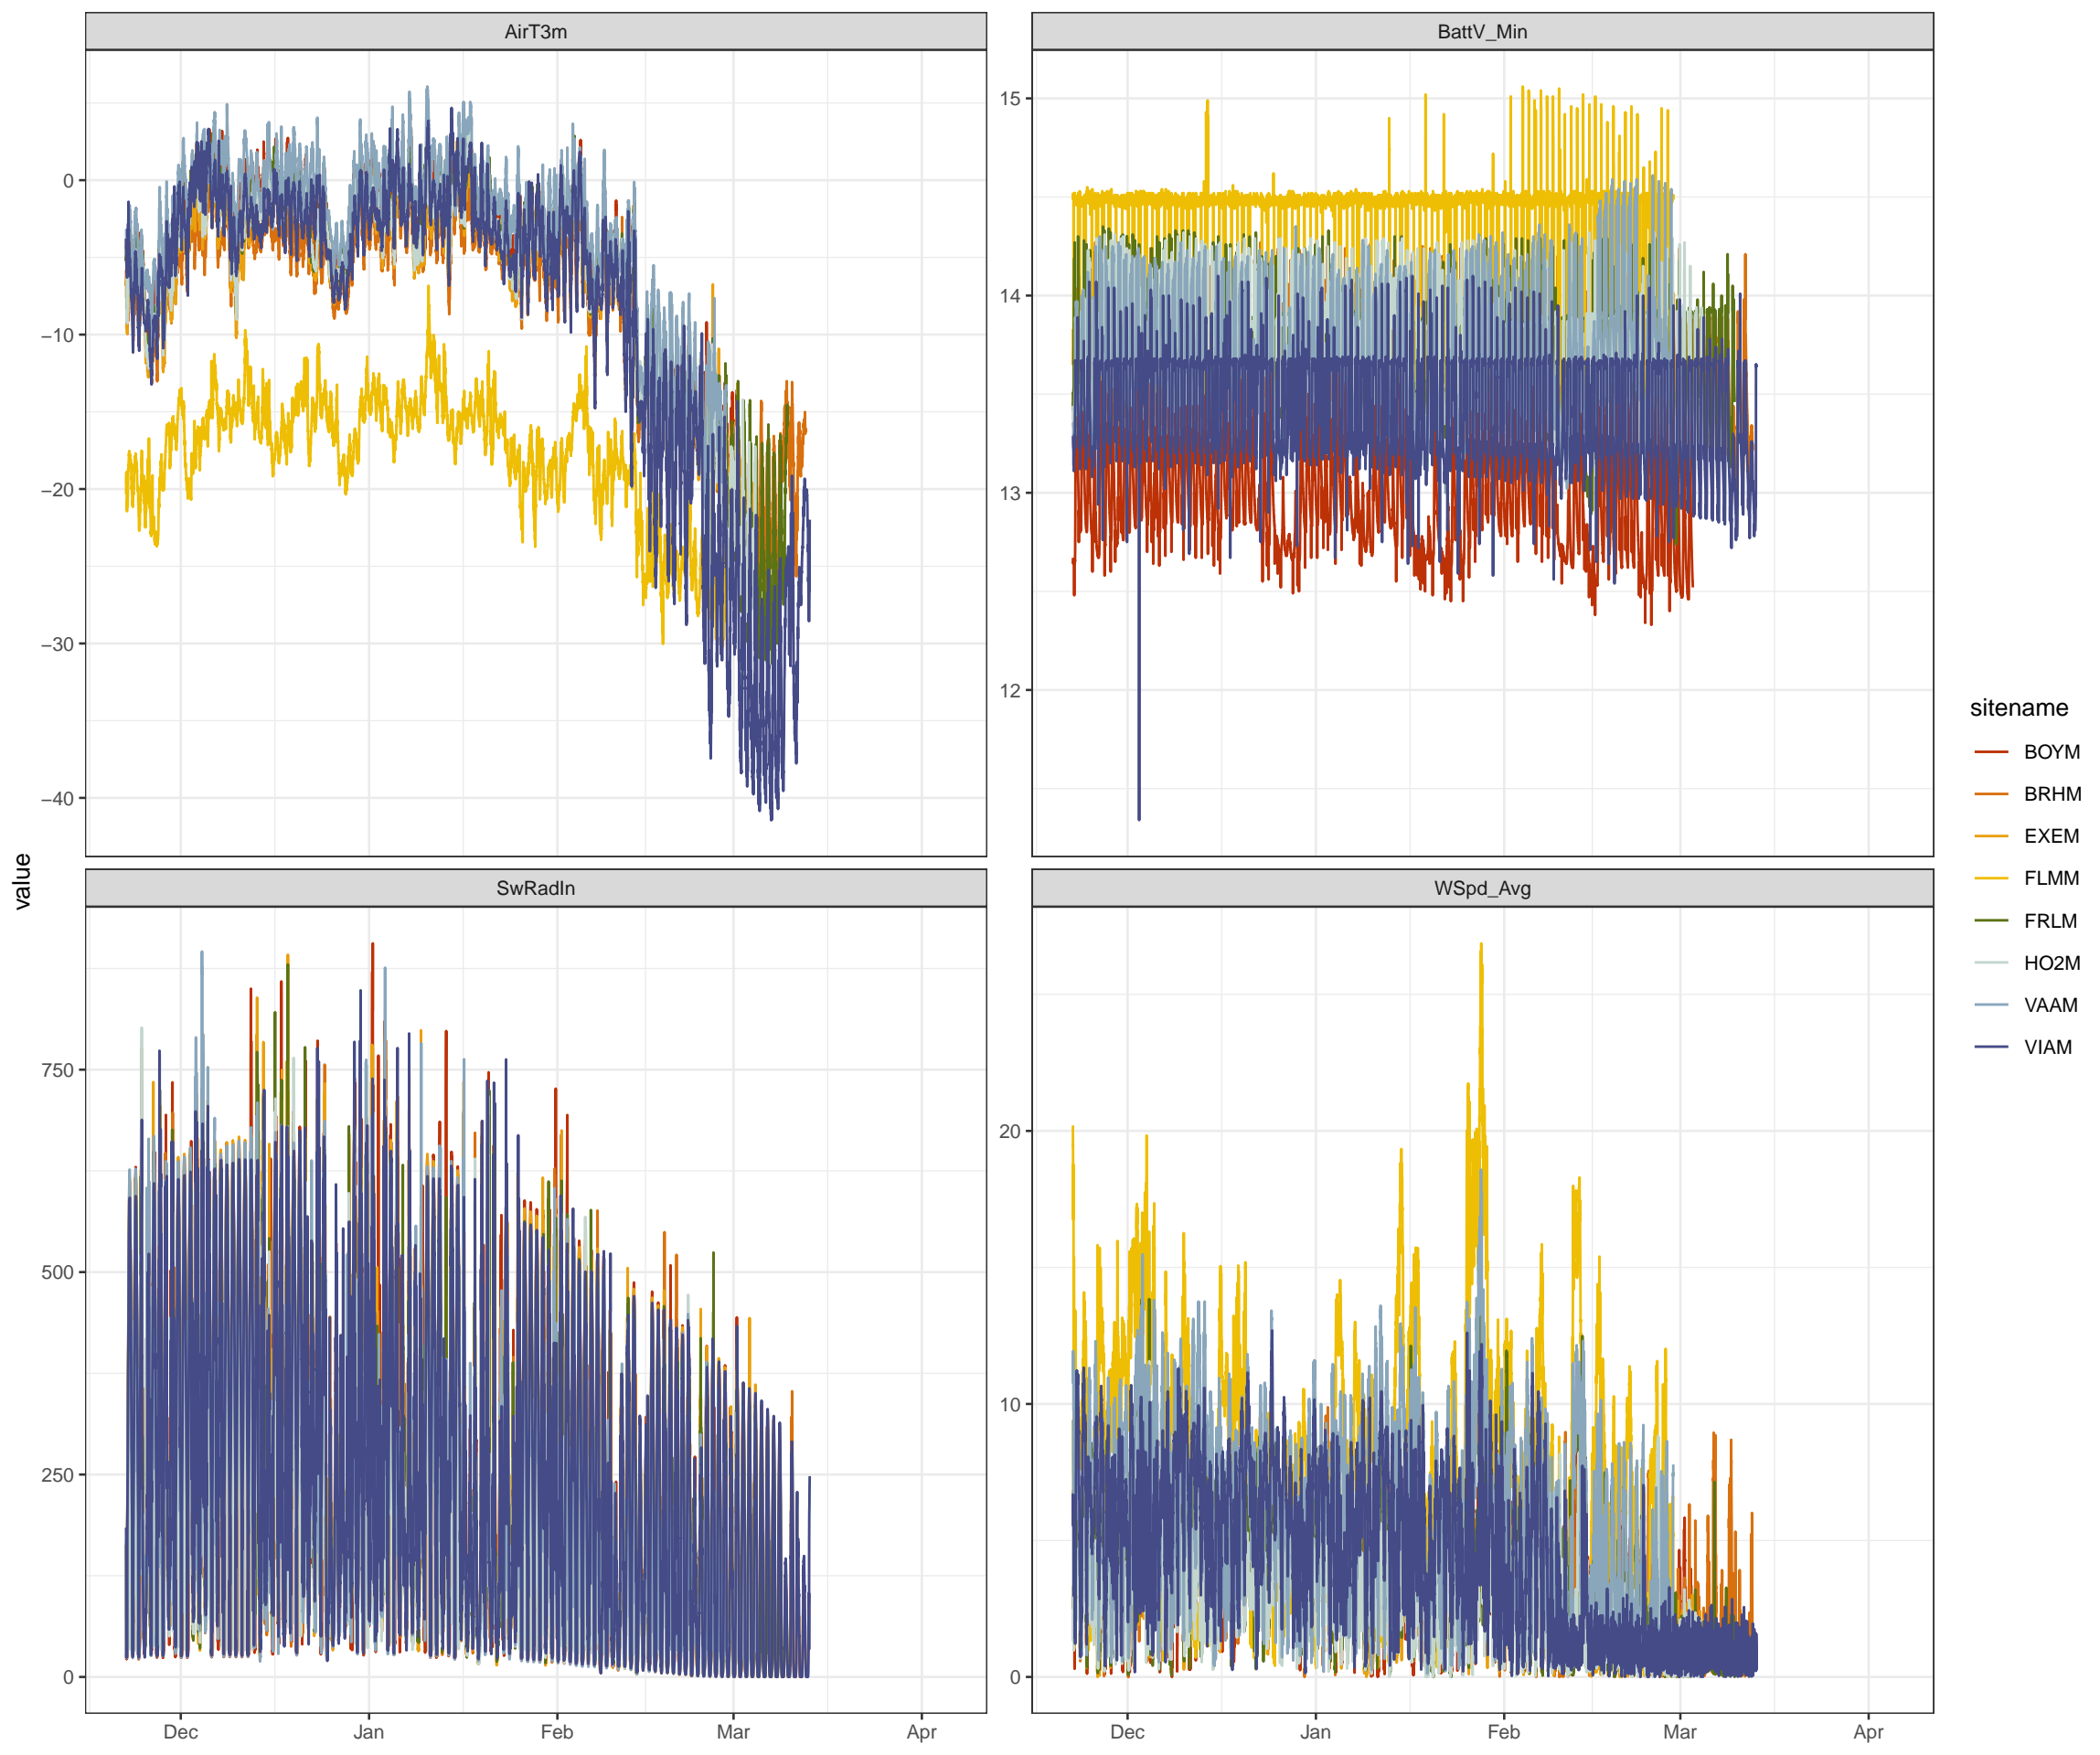 AirT3m
BattV_Min
0
−10
−20
−30
−40
15
14
13
12
value
SwRadIn
WSpd_Avg
750
500
250
0
20
10
0
Dec Jan Feb Mar Apr
Dec Jan Feb Mar Apr
sitename
BOYM
BRHM
EXEM
FLMM
FRLM
HO2M
VAAM
VIAM